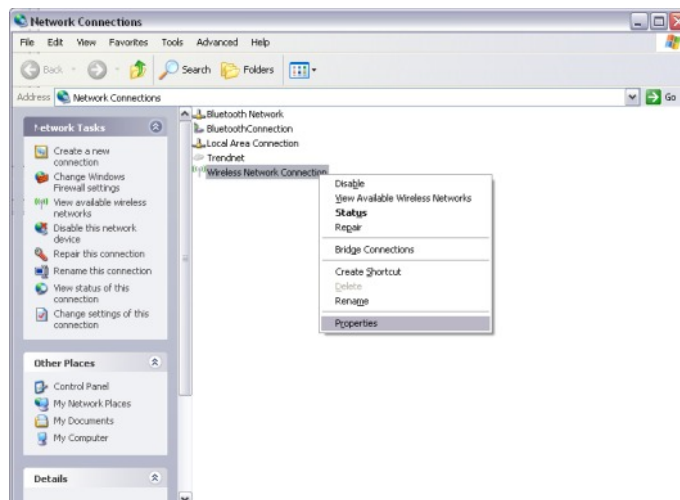 Network Connections
File Edit View Favorites Tools Advanced Help
Back Search Folders
Address Network Connections Go
Network Tasks
Create a new
connection
Change Windows
Firewall settings
View available wireless
networks
Disable this network
device
Repair this connection
Rename this connection
View status of this
connection
Change settings of this
connection
Other Places
Control Panel
My Network Places
My Documents
My Computer
Details
Bluetooth Network
BluetoothConnection
Local Area Connection
Trendnet
Wireless Network Connection
Disable
View Available Wireless Networks
Status
Repair
Bridge Connections
Create Shortcut
Delete
Rename
Properties